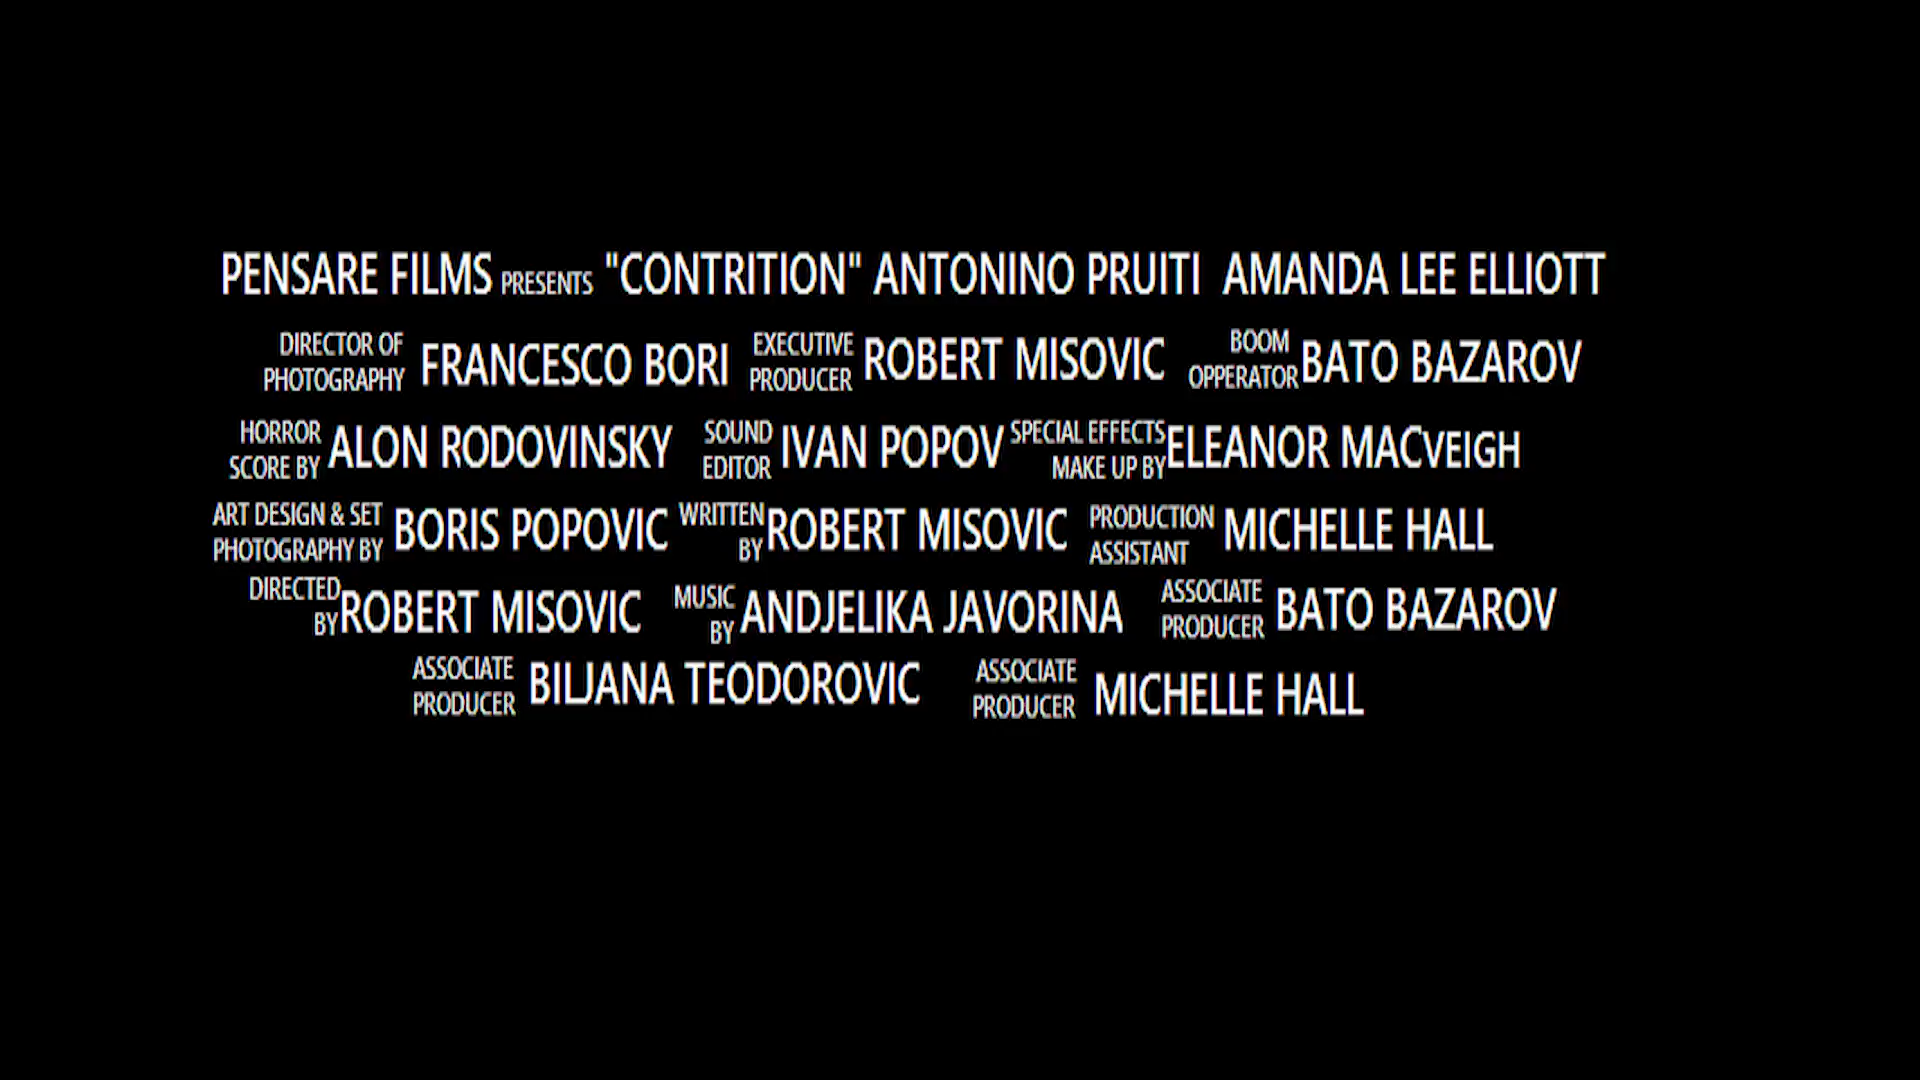 PENSARE FILMS PRESENTS "CONTRITION" ANTONINO PRUITI AMANDA LEE ELLIOTT
DIRECTOR OF PHOTOGRAPHY FRANCESCO BORI EXECUTIVE PRODUCER ROBERT MISOVIC BOOM OPPERATOR BATO BAZAROV
HORROR SCORE BY ALON RODOVINSKY SOUND EDITOR IVAN POPOV SPECIAL EFFECTS MAKE UP BY ELEANOR MACVEIGH
ART DESIGN & SET PHOTOGRAPHY BY BORIS POPOVIC WRITTEN BY ROBERT MISOVIC PRODUCTION ASSISTANT MICHELLE HALL
DIRECTED BY ROBERT MISOVIC MUSIC BY ANDJELIKA JAVORINA ASSOCIATE PRODUCER BATO BAZAROV
ASSOCIATE PRODUCER BILJANA TEODOROVIC ASSOCIATE PRODUCER MICHELLE HALL